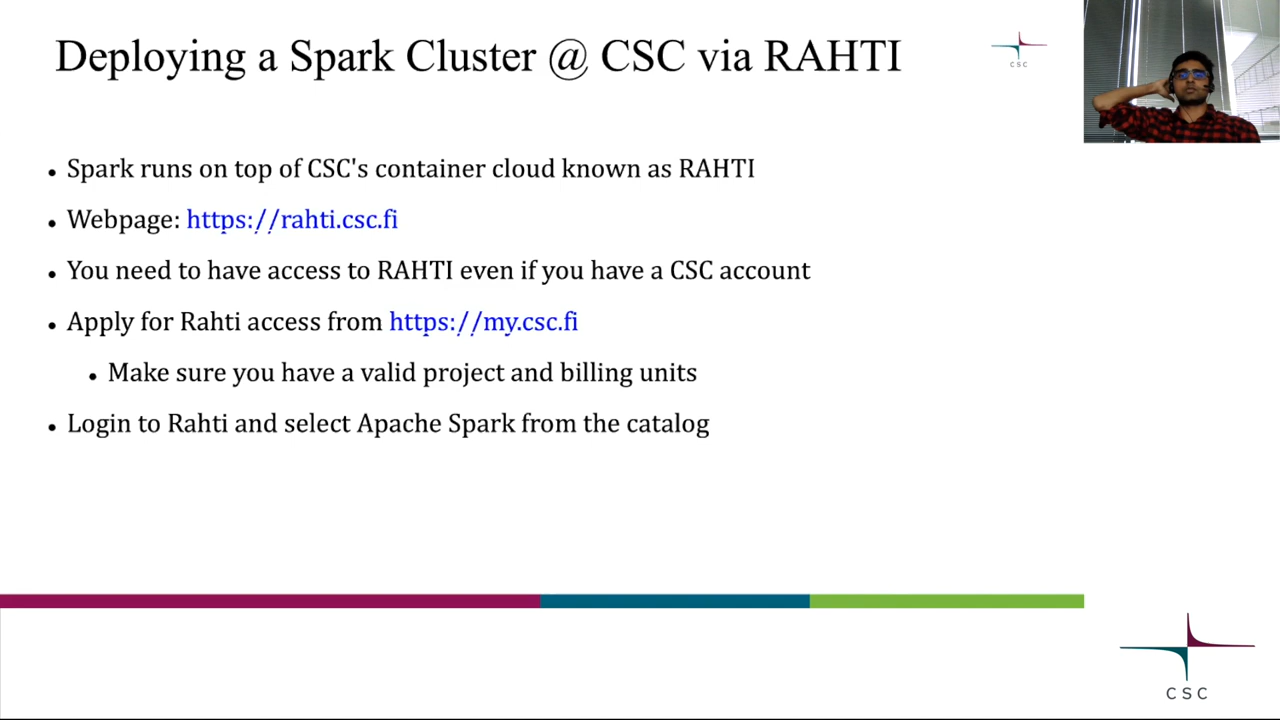 Deploying a Spark Cluster @ CSC via RAHTI
CSC
• Spark runs on top of CSC's container cloud known as RAHTI
• Webpage: https://rahti.csc.fi
• You need to have access to RAHTI even if you have a CSC account
• Apply for Rahti access from https://my.csc.fi
• Make sure you have a valid project and billing units
• Login to Rahti and select Apache Spark from the catalog
CSC